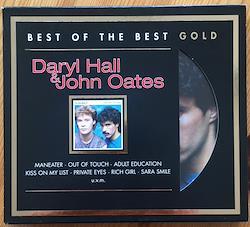 BEST OF THE BEST GOLD
Daryl Hall
& John Oates
MANEATER · OUT OF TOUCH · ADULT EDUCATION
KISS ON MY LIST · PRIVATE EYES · RICH GIRL · SARA SMILE
u.v.m.